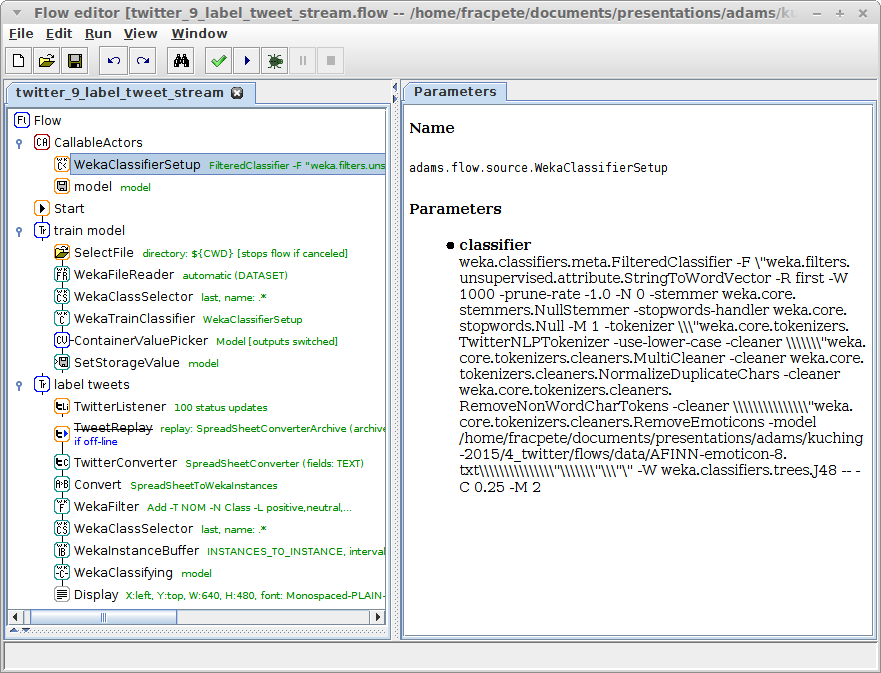 Flow editor [twitter_9_label_tweet_stream.flow -- /home/fracpete/documents/presentations/adams/ku
File Edit Run View Window
twitter_9_label_tweet_stream
Flow
CallableActors
WekaClassifierSetup FilteredClassifier -F "weka.filters.uns
model model
Start
train model
SelectFile directory: ${CWD} [stops flow if canceled]
WekaFileReader automatic (DATASET)
WekaClassSelector last, name: .*
WekaTrainClassifier WekaClassifierSetup
ContainerValuePicker Model [outputs switched]
SetStorageValue model
label tweets
TwitterListener 100 status updates
TweetReplay replay: SpreadSheetConverterArchive (archive
if off-line
TwitterConverter SpreadSheetConverter (fields: TEXT)
Convert SpreadSheetToWekaInstances
WekaFilter Add -T NOM -N Class -L positive,neutral,...
WekaClassSelector last, name: .*
WekaInstanceBuffer INSTANCES_TO_INSTANCE, interval
WekaClassifying model
Display X:left, Y:top, W:640, H:480, font: Monospaced-PLAIN-
Parameters
Name
adams.flow.source.WekaClassifierSetup
Parameters
classifier
weka.classifiers.meta.FilteredClassifier -F \"weka.filters.
unsupervised.attribute.StringToWordVector -R first -W
1000 -prune-rate -1.0 -N 0 -stemmer weka.core.
stemmers.NullStemmer -stopwords-handler weka.core.
stopwords.Null -M 1 -tokenizer \\\"weka.core.tokenizers.
TwitterNLPTokenizer -use-lower-case -cleaner \\\\\\\"weka.
core.tokenizers.cleaners.MultiCleaner -cleaner weka.core.
tokenizers.cleaners.NormalizeDuplicateChars -cleaner
weka.core.tokenizers.cleaners.
RemoveNonWordCharTokens -cleaner \\\\\\\\\\\\\\\"weka.
core.tokenizers.cleaners.RemoveEmoticons -model
/home/fracpete/documents/presentations/adams/kuching
-2015/4_twitter/flows/data/AFINN-emoticon-8.
txt\\\\\\\\\\\\\\\"\\\\\\\"\\\"\" -W weka.classifiers.trees.J48 -- -
C 0.25 -M 2